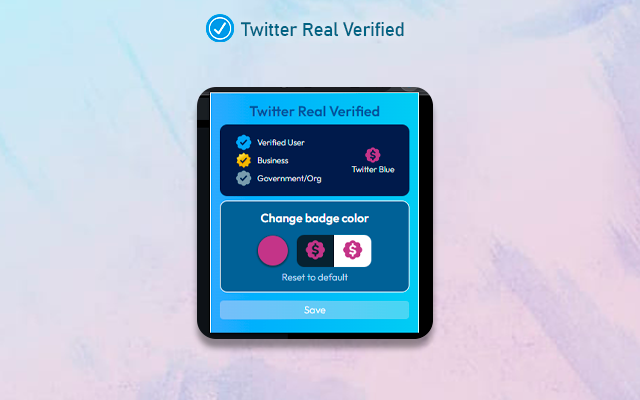 Twitter Real Verified
Twitter Real Verified
Verified User
Business
Government/Org
Twitter Blue
Change badge color
Reset to default
Save